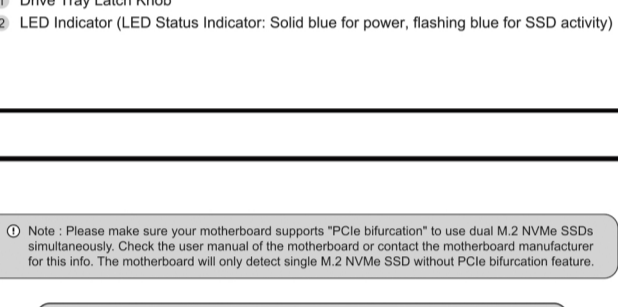 1 Drive Tray Latch Knob
2 LED Indicator (LED Status Indicator: Solid blue for power, flashing blue for SSD activity)
! Note : Please make sure your motherboard supports "PCIe bifurcation" to use dual M.2 NVMe SSDs
simultaneously. Check the user manual of the motherboard or contact the motherboard manufacturer
for this info. The motherboard will only detect single M.2 NVMe SSD without PCIe bifurcation feature.